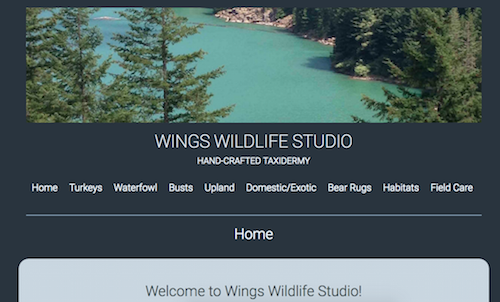 WINGS WILDLIFE STUDIO
HAND-CRAFTED TAXIDERMY
Home Turkeys Waterfowl Busts Upland Domestic/Exotic Bear Rugs Habitats Field Care
Home
Welcome to Wings Wildlife Studio!